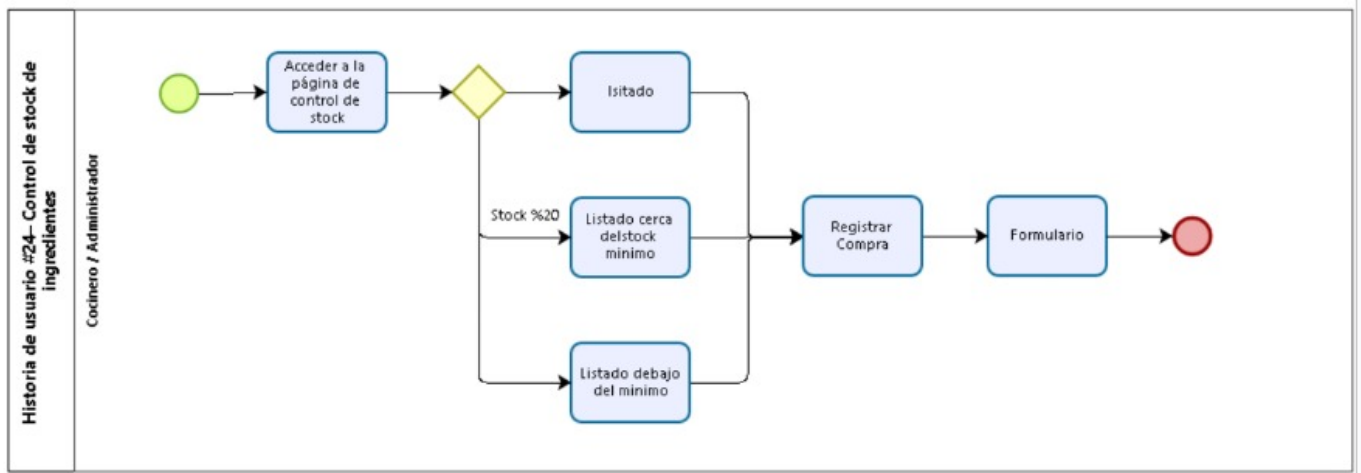 Historia de usuario #24– Control de stock de
ingredientes
Cocinero / Administrador
Acceder a la
página de
control de
stock
lsitado
Stock %20
Listado cerca
delstock
minimo
Listado debajo
del minimo
Registrar
Compra
Formulario